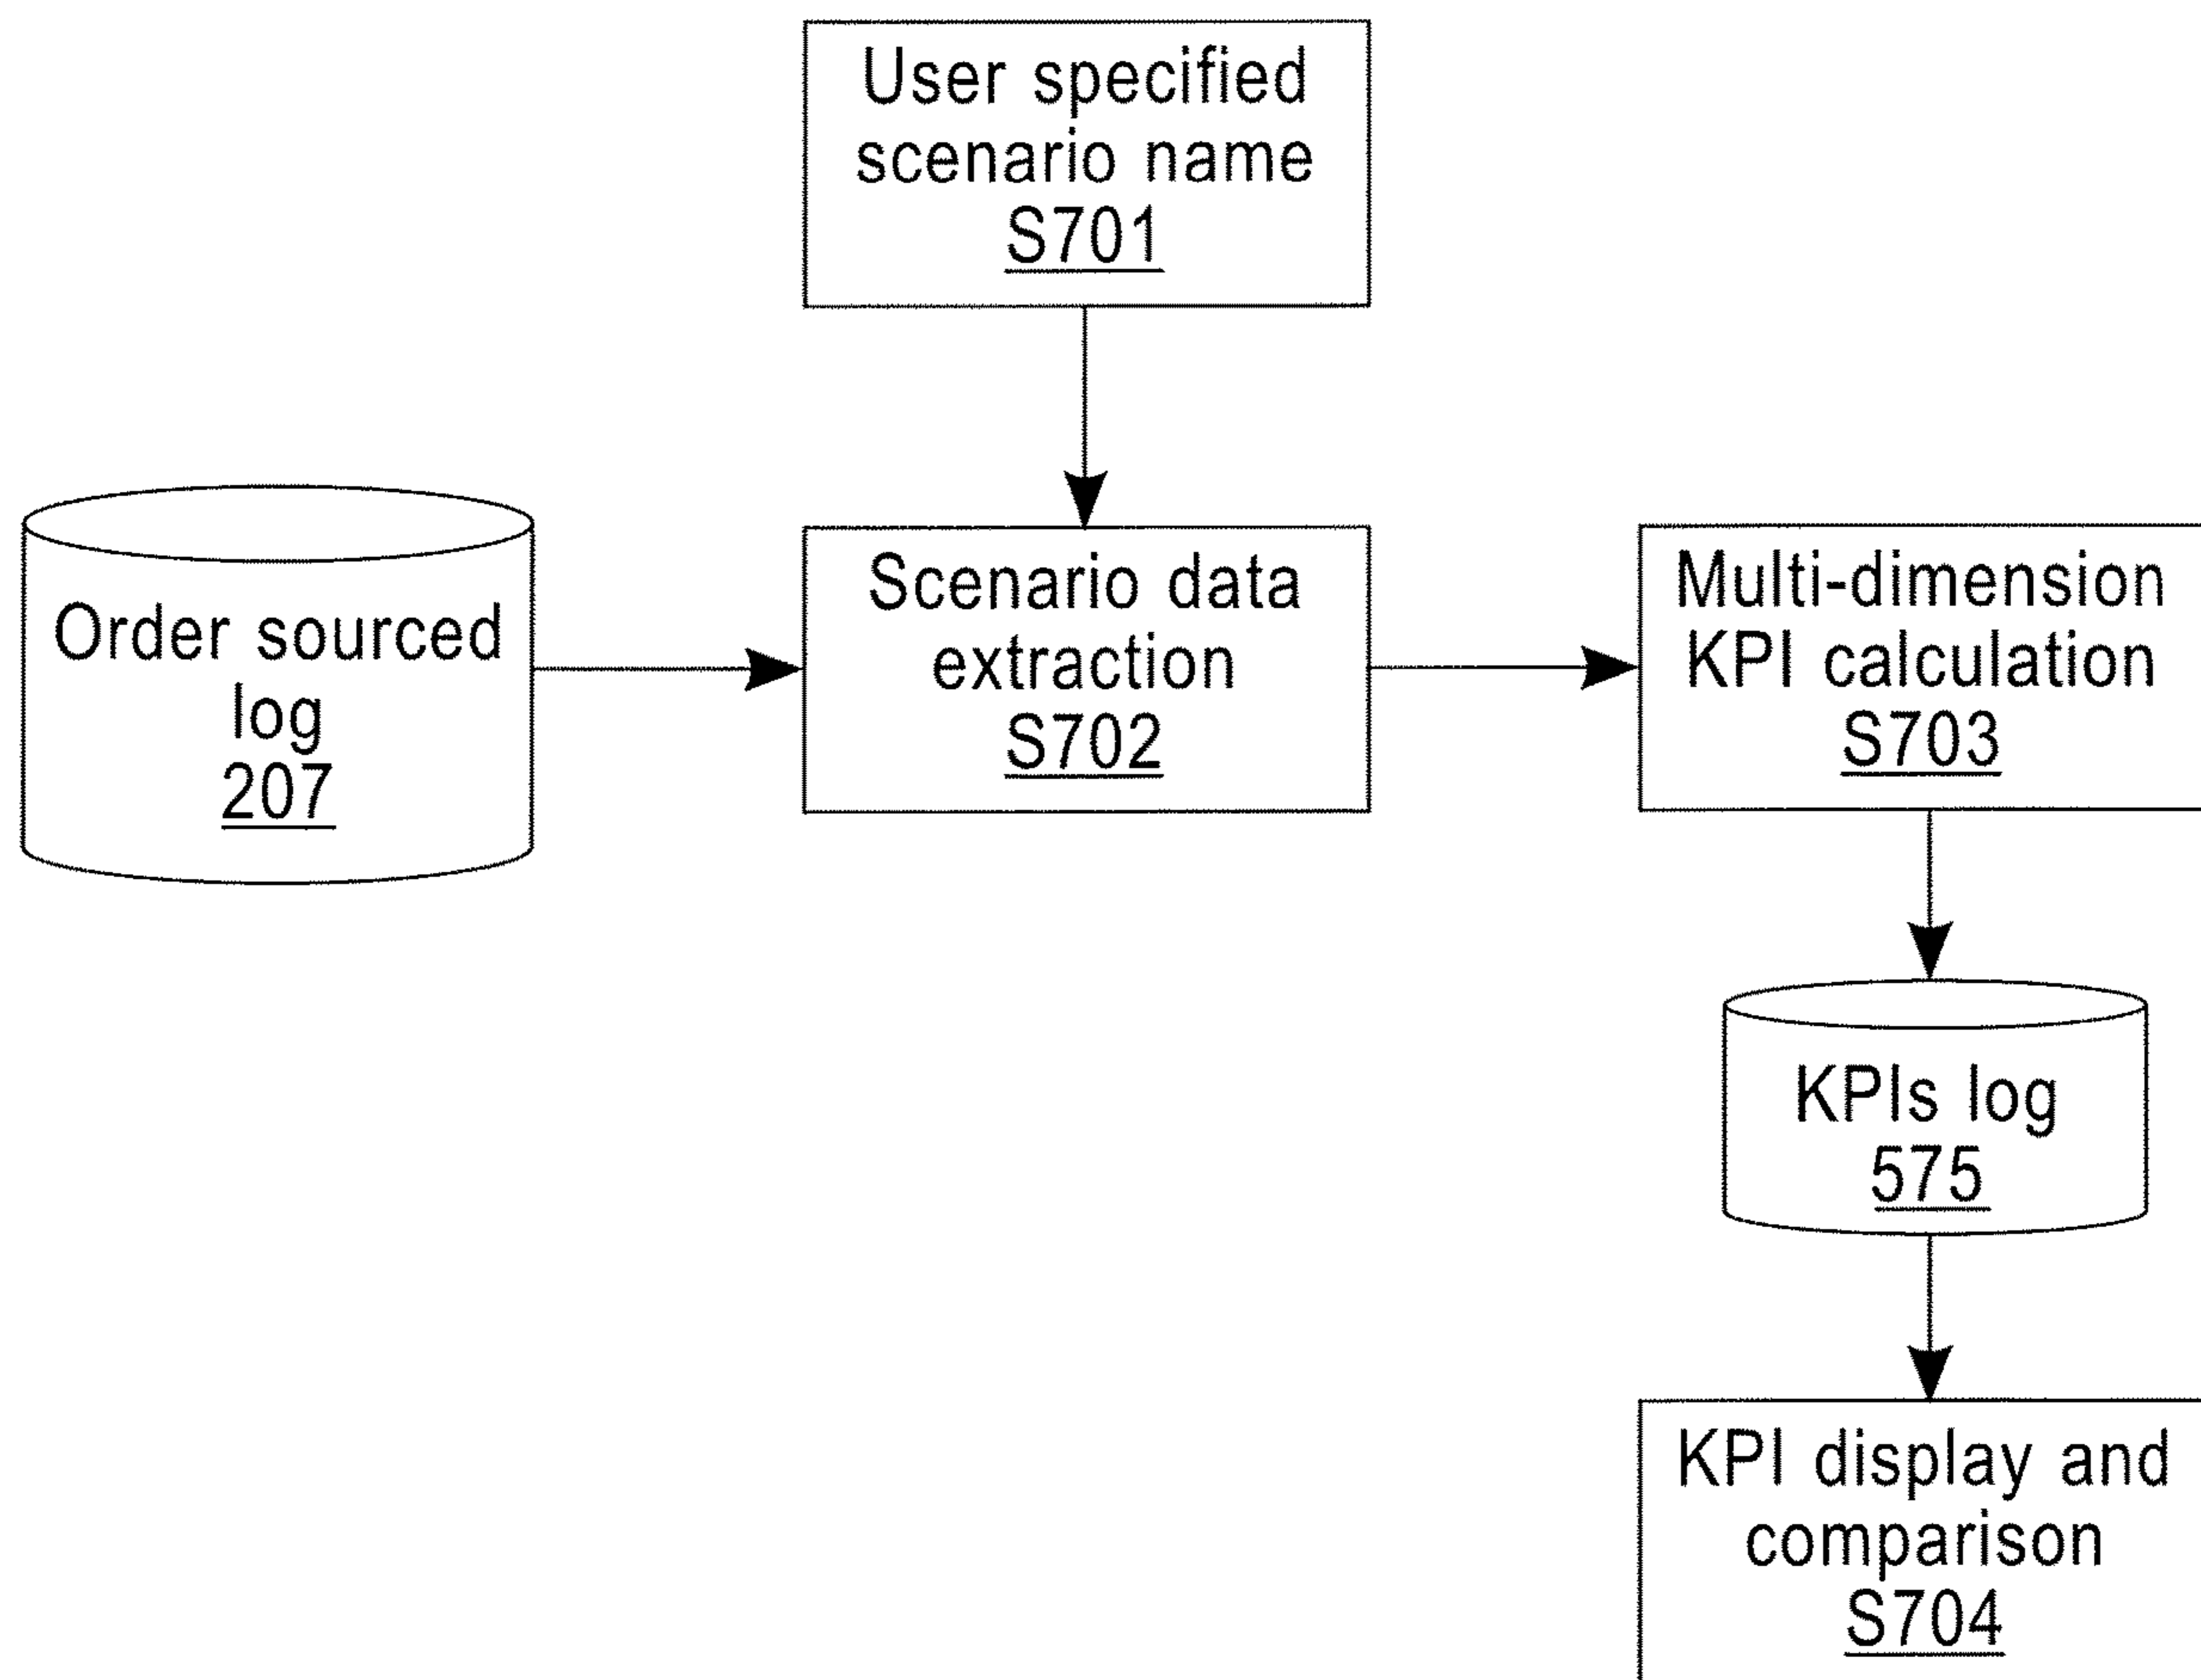 User specified
scenario name
S701
Order sourced
log
207
Scenario data
extraction
S702
Multi-dimension
KPI calculation
S703
KPIs log
575
KPI display and
comparison
S704